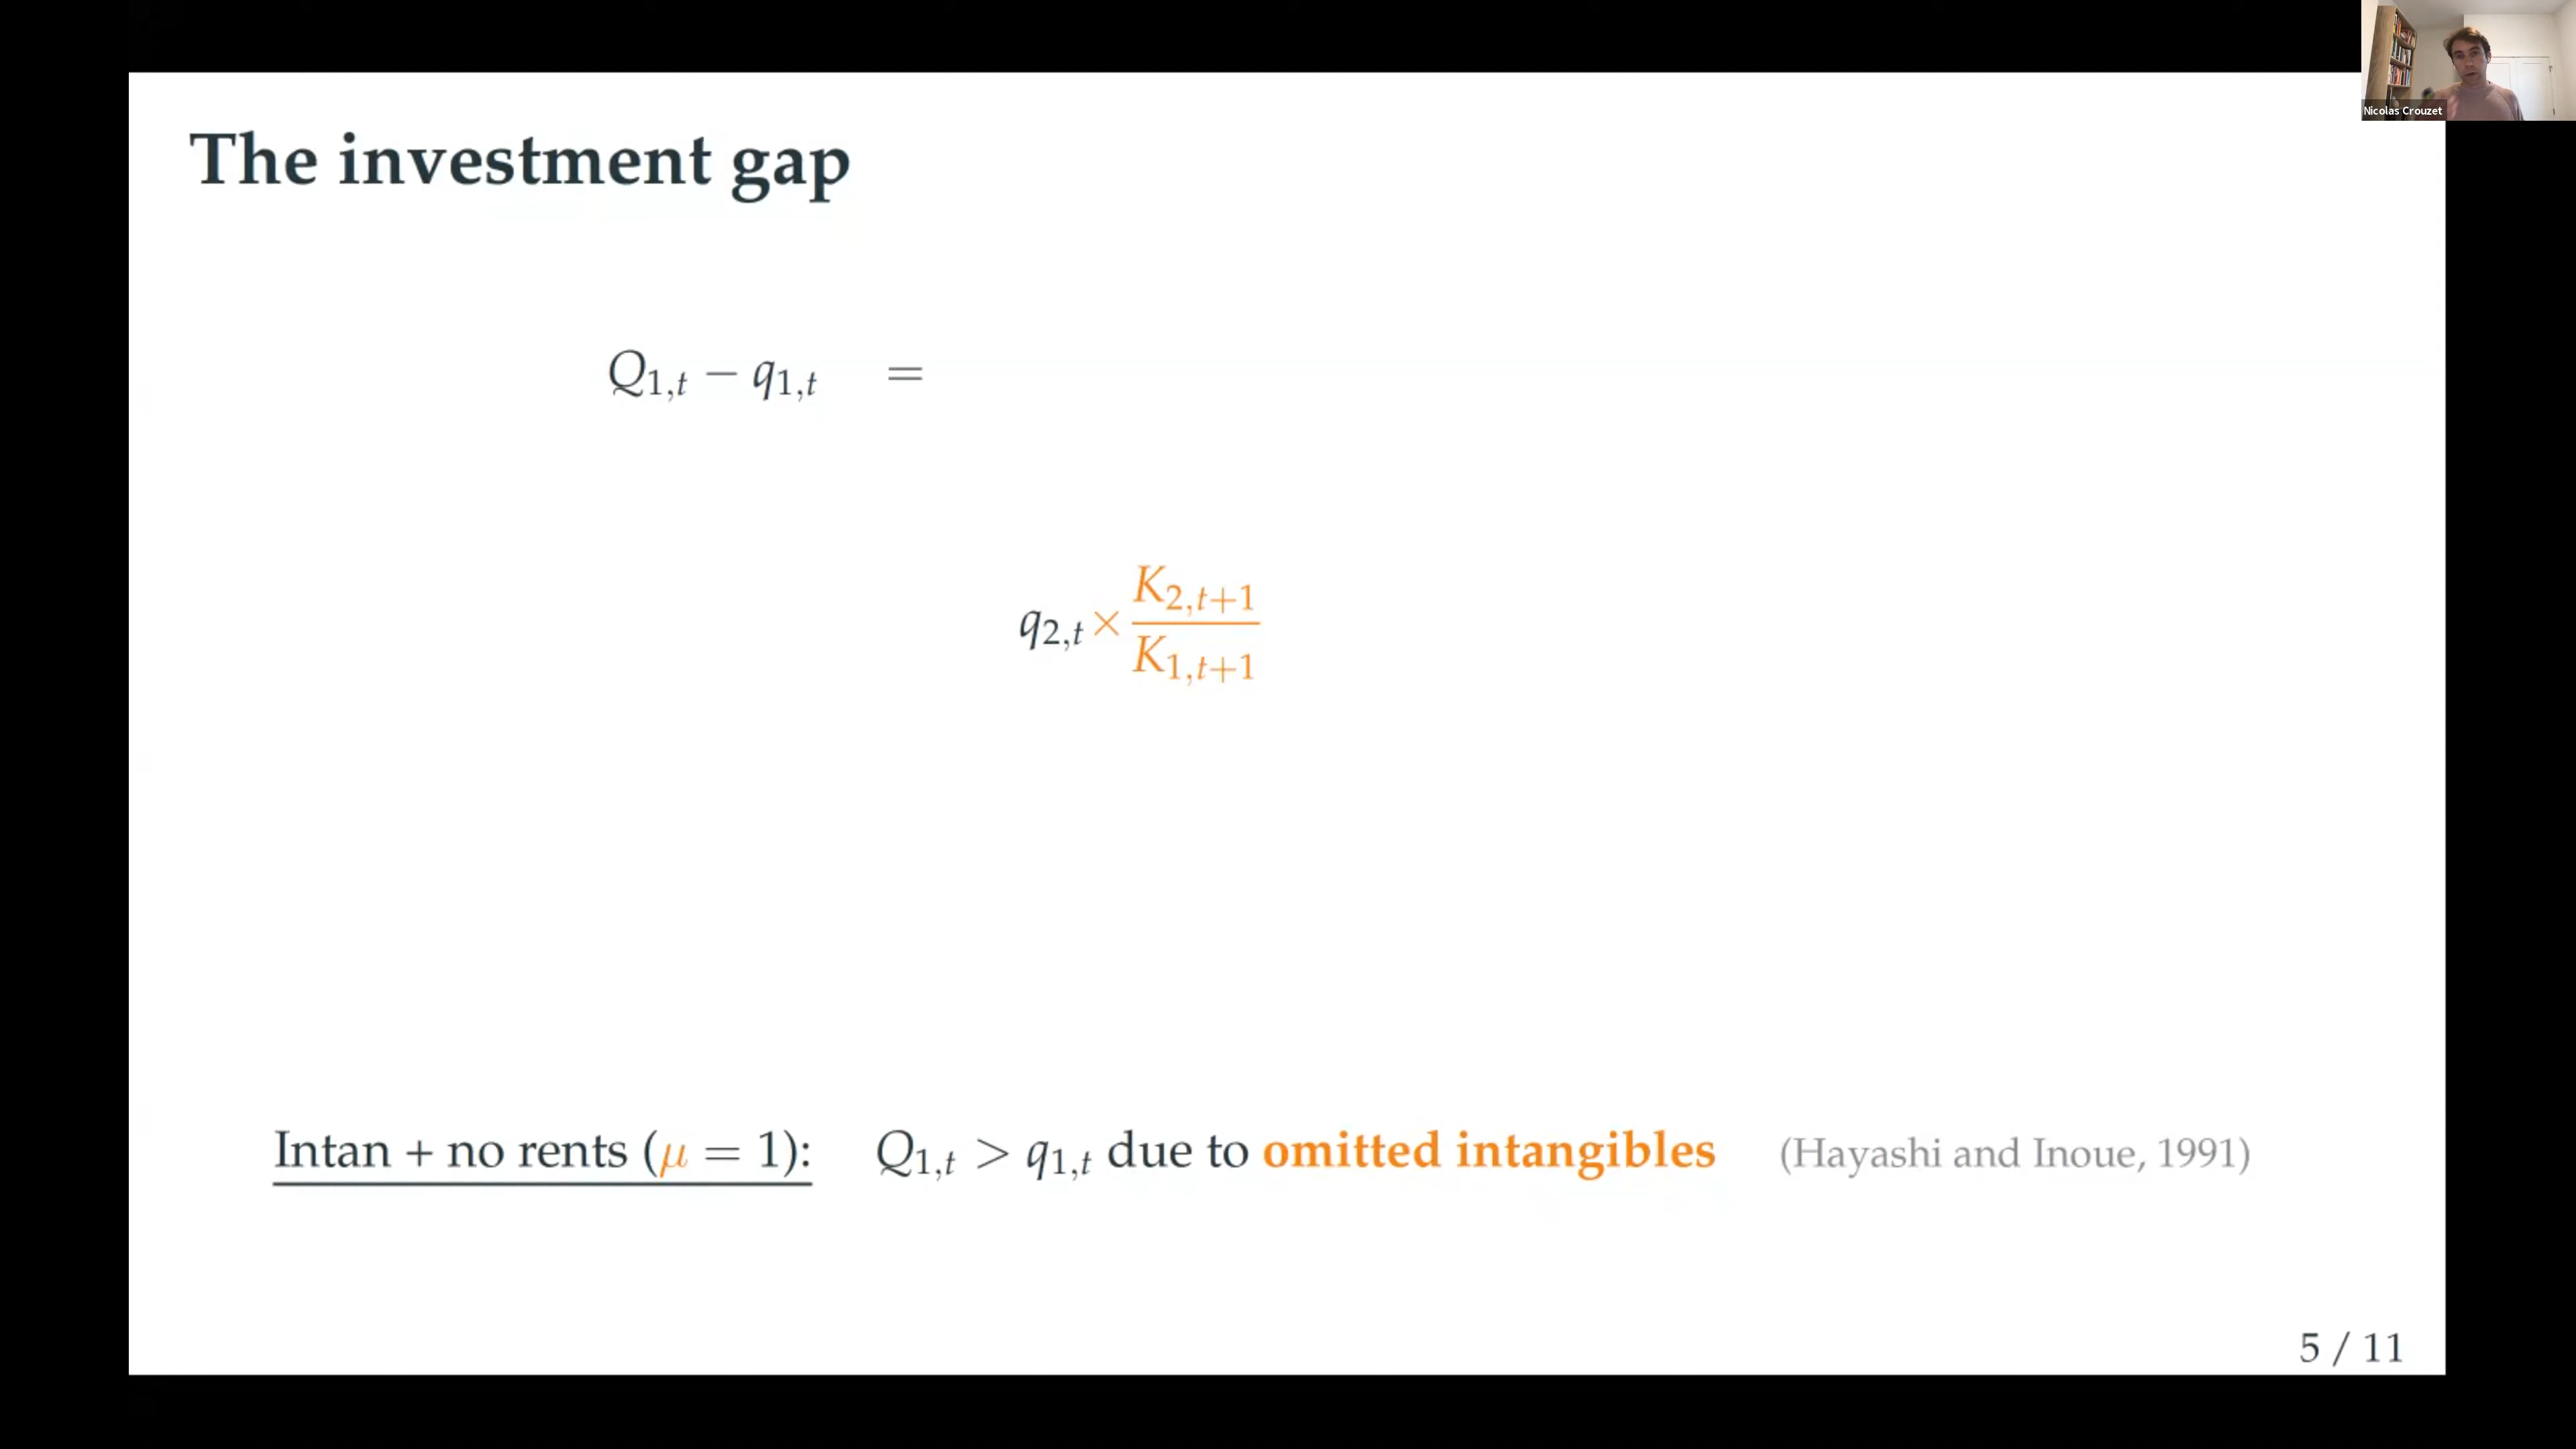 Nicolas Crouzet
The investment gap
Q₁,ₜ − q₁,ₜ =
q₂,ₜ × K₂,ₜ₊₁ / K₁,ₜ₊₁
Intan + no rents (μ = 1): Q₁,ₜ > q₁,ₜ due to omitted intangibles (Hayashi and Inoue, 1991)
5 / 11